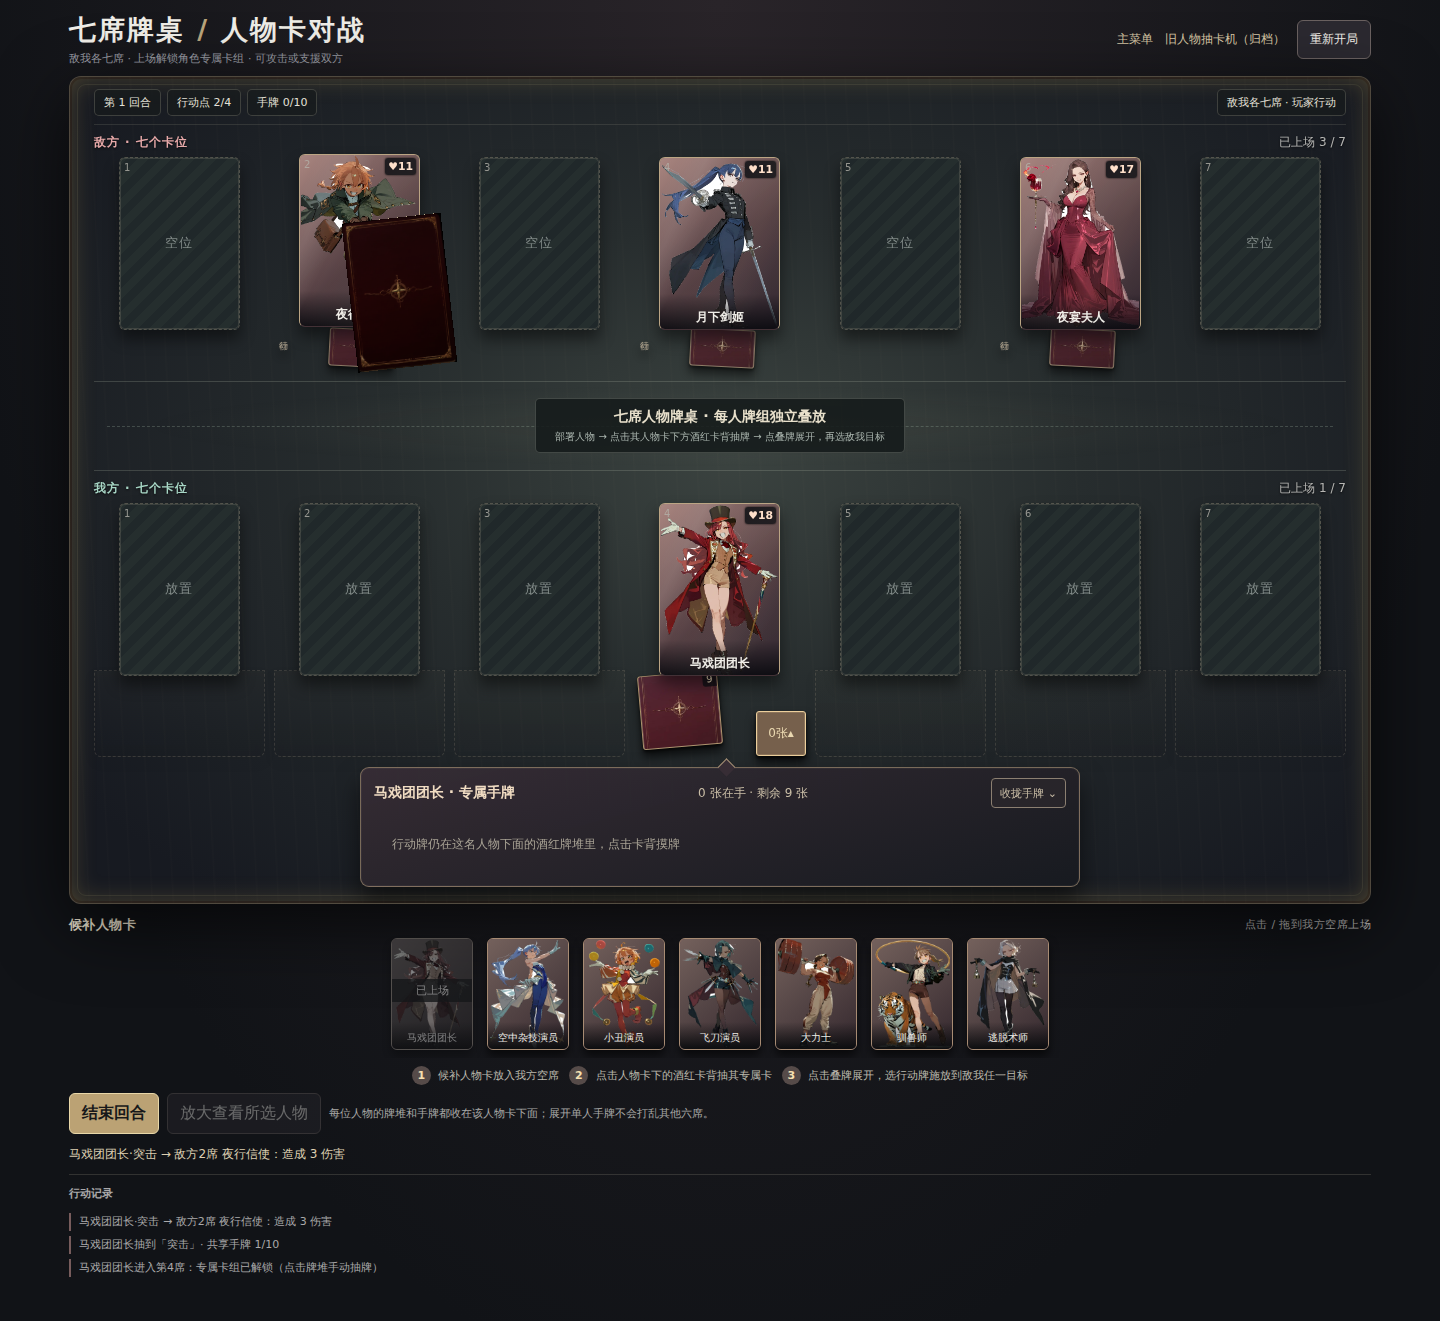 七席牌桌 / 人物卡对战
敌我各七席 · 上场解锁角色专属卡组 · 可攻击或支援双方
主菜单 旧人物抽卡机（归档） 重新开局
第 1 回合 行动点 2/4 手牌 0/10 敌我各七席 · 玩家行动
敌方 · 七个卡位 已上场 3 / 7
1 空位
2 ♥11
3 空位
4 ♥11 月下剑姬
5 空位
6 ♥17 夜宴夫人
7 空位
七席人物牌桌 · 每人牌组独立叠放
部署人物 → 点击其人物卡下方酒红卡背抽牌 → 点叠牌展开，再选敌我目标
我方 · 七个卡位 已上场 1 / 7
1 放置
2 放置
3 放置
4 ♥18 马戏团团长
5 放置
6 放置
7 放置
9
0张▴
马戏团团长 · 专属手牌 0 张在手 · 剩余 9 张 收拢手牌 ⌄
行动牌仍在这名人物下面的酒红牌堆里，点击卡背摸牌
候补人物卡 点击 / 拖到我方空席上场
已上场
马戏团团长 空中杂技演员 小丑演员 飞刀演员 大力士 驯兽师 逃脱术师
1 候补人物卡放入我方空席 2 点击人物卡下的酒红卡背抽其专属卡 3 点击叠牌展开，选行动牌施放到敌我任一目标
结束回合 放大查看所选人物 每位人物的牌堆和手牌都收在该人物卡下面；展开单人手牌不会打乱其他六席。
马戏团团长·突击 → 敌方2席 夜行信使：造成 3 伤害
行动记录
马戏团团长·突击 → 敌方2席 夜行信使：造成 3 伤害
马戏团团长抽到「突击」· 共享手牌 1/10
马戏团团长进入第4席：专属卡组已解锁（点击牌堆手动抽牌）